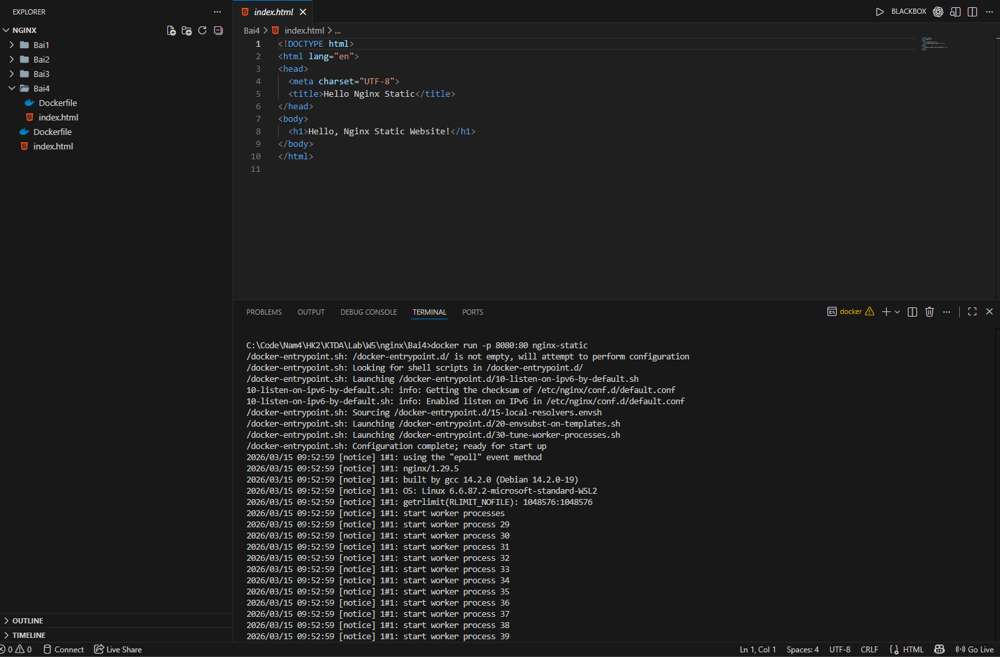 EXPLORER
NGINX
Bai1
Bai2
Bai3
Bai4
Dockerfile
index.html
Dockerfile
index.html
OUTLINE
TIMELINE
index.html
BLACKBOX
Bai4 > index.html > ...
1 <!DOCTYPE html>
2 <html lang="en">
3 <head>
4 <meta charset="UTF-8">
5 <title>Hello Nginx Static</title>
6 </head>
7 <body>
8 <h1>Hello, Nginx Static Website!</h1>
9 </body>
10 </html>
11
PROBLEMS OUTPUT DEBUG CONSOLE TERMINAL PORTS
docker
C:\Code\Nam4\HK2\KTDA\Lab\W5\nginx\Bai4>docker run -p 8080:80 nginx-static
/docker-entrypoint.sh: /docker-entrypoint.d/ is not empty, will attempt to perform configuration
/docker-entrypoint.sh: Looking for shell scripts in /docker-entrypoint.d/
/docker-entrypoint.sh: Launching /docker-entrypoint.d/10-listen-on-ipv6-by-default.sh
10-listen-on-ipv6-by-default.sh: info: Getting the checksum of /etc/nginx/conf.d/default.conf
10-listen-on-ipv6-by-default.sh: info: Enabled listen on IPv6 in /etc/nginx/conf.d/default.conf
/docker-entrypoint.sh: Sourcing /docker-entrypoint.d/15-local-resolvers.envsh
/docker-entrypoint.sh: Launching /docker-entrypoint.d/20-envsubst-on-templates.sh
/docker-entrypoint.sh: Launching /docker-entrypoint.d/30-tune-worker-processes.sh
/docker-entrypoint.sh: Configuration complete; ready for start up
2026/03/15 09:52:59 [notice] 1#1: using the "epoll" event method
2026/03/15 09:52:59 [notice] 1#1: nginx/1.29.5
2026/03/15 09:52:59 [notice] 1#1: built by gcc 14.2.0 (Debian 14.2.0-19)
2026/03/15 09:52:59 [notice] 1#1: OS: Linux 6.6.87.2-microsoft-standard-WSL2
2026/03/15 09:52:59 [notice] 1#1: getrlimit(RLIMIT_NOFILE): 1048576:1048576
2026/03/15 09:52:59 [notice] 1#1: start worker processes
2026/03/15 09:52:59 [notice] 1#1: start worker process 29
2026/03/15 09:52:59 [notice] 1#1: start worker process 30
2026/03/15 09:52:59 [notice] 1#1: start worker process 31
2026/03/15 09:52:59 [notice] 1#1: start worker process 32
2026/03/15 09:52:59 [notice] 1#1: start worker process 33
2026/03/15 09:52:59 [notice] 1#1: start worker process 34
2026/03/15 09:52:59 [notice] 1#1: start worker process 35
2026/03/15 09:52:59 [notice] 1#1: start worker process 36
2026/03/15 09:52:59 [notice] 1#1: start worker process 37
2026/03/15 09:52:59 [notice] 1#1: start worker process 38
2026/03/15 09:52:59 [notice] 1#1: start worker process 39
0 0 Connect Live Share Ln 1, Col 1 Spaces: 4 UTF-8 CRLF {} HTML Go Live